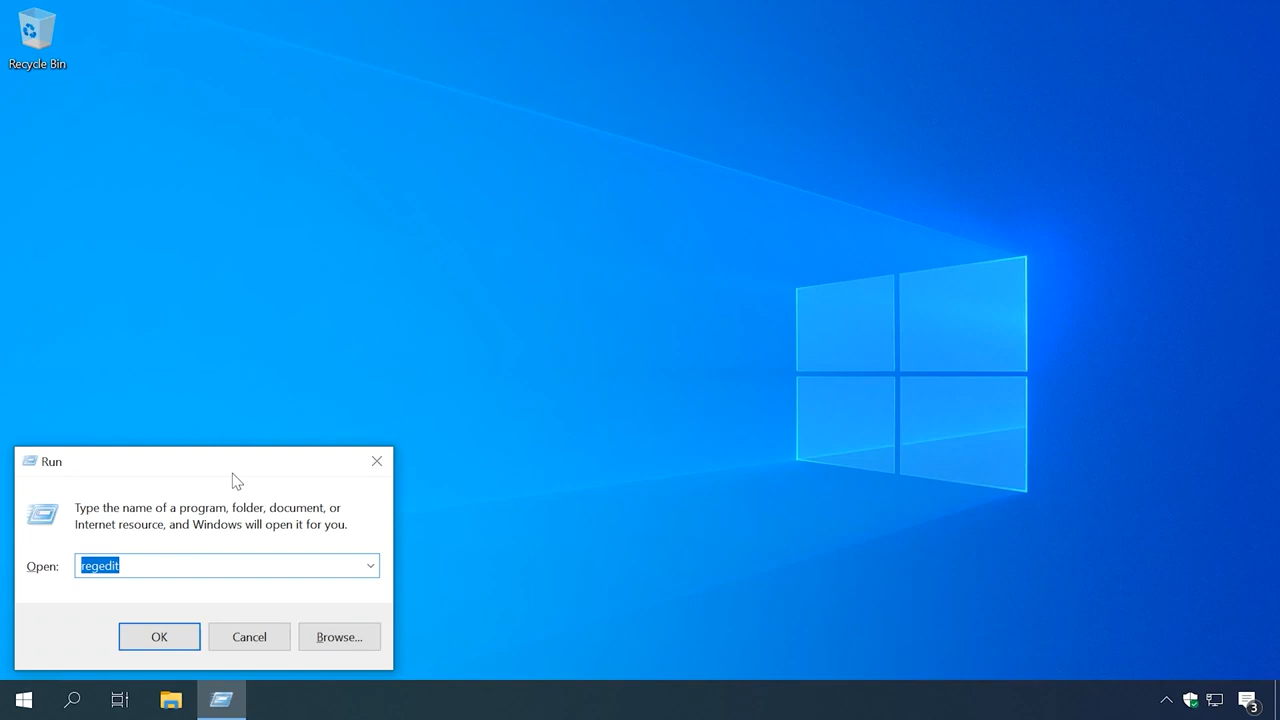 Recycle Bin
Run
Type the name of a program, folder, document, or
Internet resource, and Windows will open it for you.
Open: regedit
OK Cancel Browse...
3